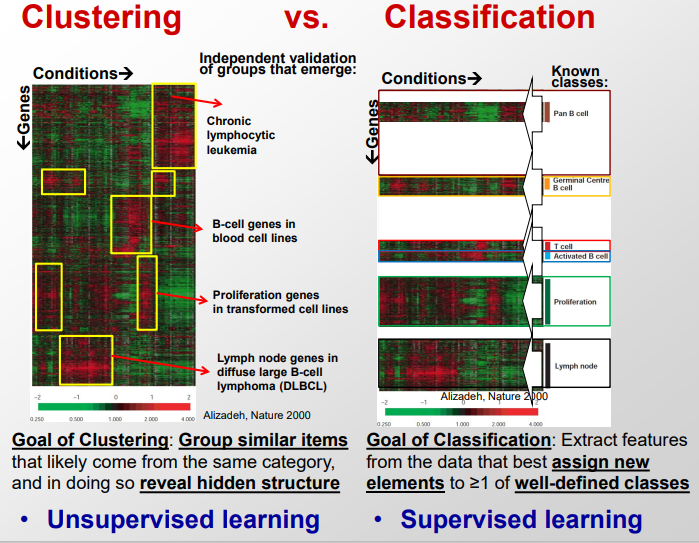 Clustering vs. Classification
Independent validation
of groups that emerge:
Conditions→
←Genes
Chronic
lymphocytic
leukemia
B-cell genes in
blood cell lines
Proliferation genes
in transformed cell lines
Lymph node genes in
diffuse large B-cell
lymphoma (DLBCL)
-2 -1 0 1 2
0.250 0.500 1.000 2.000 4.000
Alizadeh, Nature 2000
Conditions→
Known
classes:
←Genes
Pan B cell
Germinal Centre
B cell
T cell
Activated B cell
Proliferation
Lymph node
Alizadeh, Nature 2000
-2 -1 0 1 2
0.250 0.500 1.000 2.000 4.000
Goal of Clustering: Group similar items
that likely come from the same category,
and in doing so reveal hidden structure
• Unsupervised learning
Goal of Classification: Extract features
from the data that best assign new
elements to ≥1 of well-defined classes
• Supervised learning